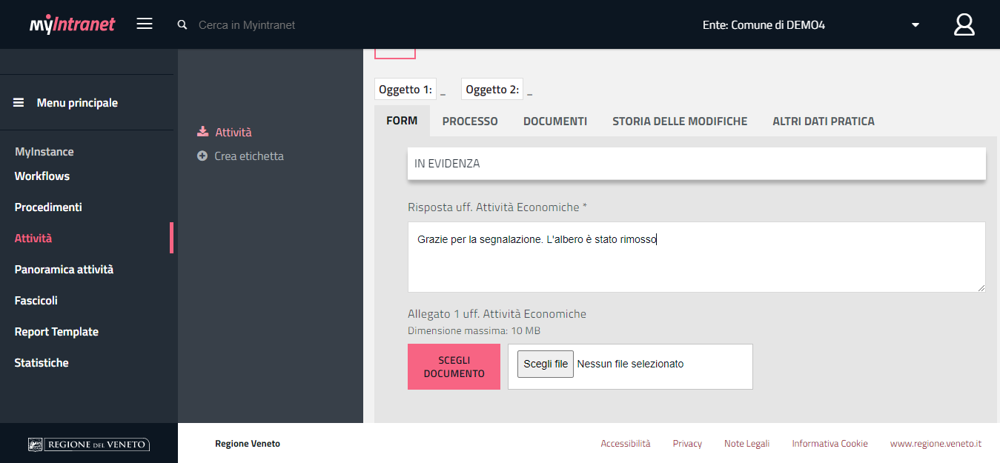 myIntranet
Cerca in Myintranet
Ente: Comune di DEMO4
Menu principale
MyInstance
Workflows
Procedimenti
Attività
Panoramica attività
Fascicoli
Report Template
Statistiche
Attività
Crea etichetta
Oggetto 1: _ Oggetto 2: _
FORM PROCESSO DOCUMENTI STORIA DELLE MODIFICHE ALTRI DATI PRATICA
IN EVIDENZA
Risposta uff. Attività Economiche *
Grazie per la segnalazione. L'albero è stato rimosso
Allegato 1 uff. Attività Economiche
Dimensione massima: 10 MB
SCEGLI
DOCUMENTO
Scegli file Nessun file selezionato
REGIONE DEL VENETO
Regione Veneto
Accessibilità Privacy Note Legali Informativa Cookie www.regione.veneto.it